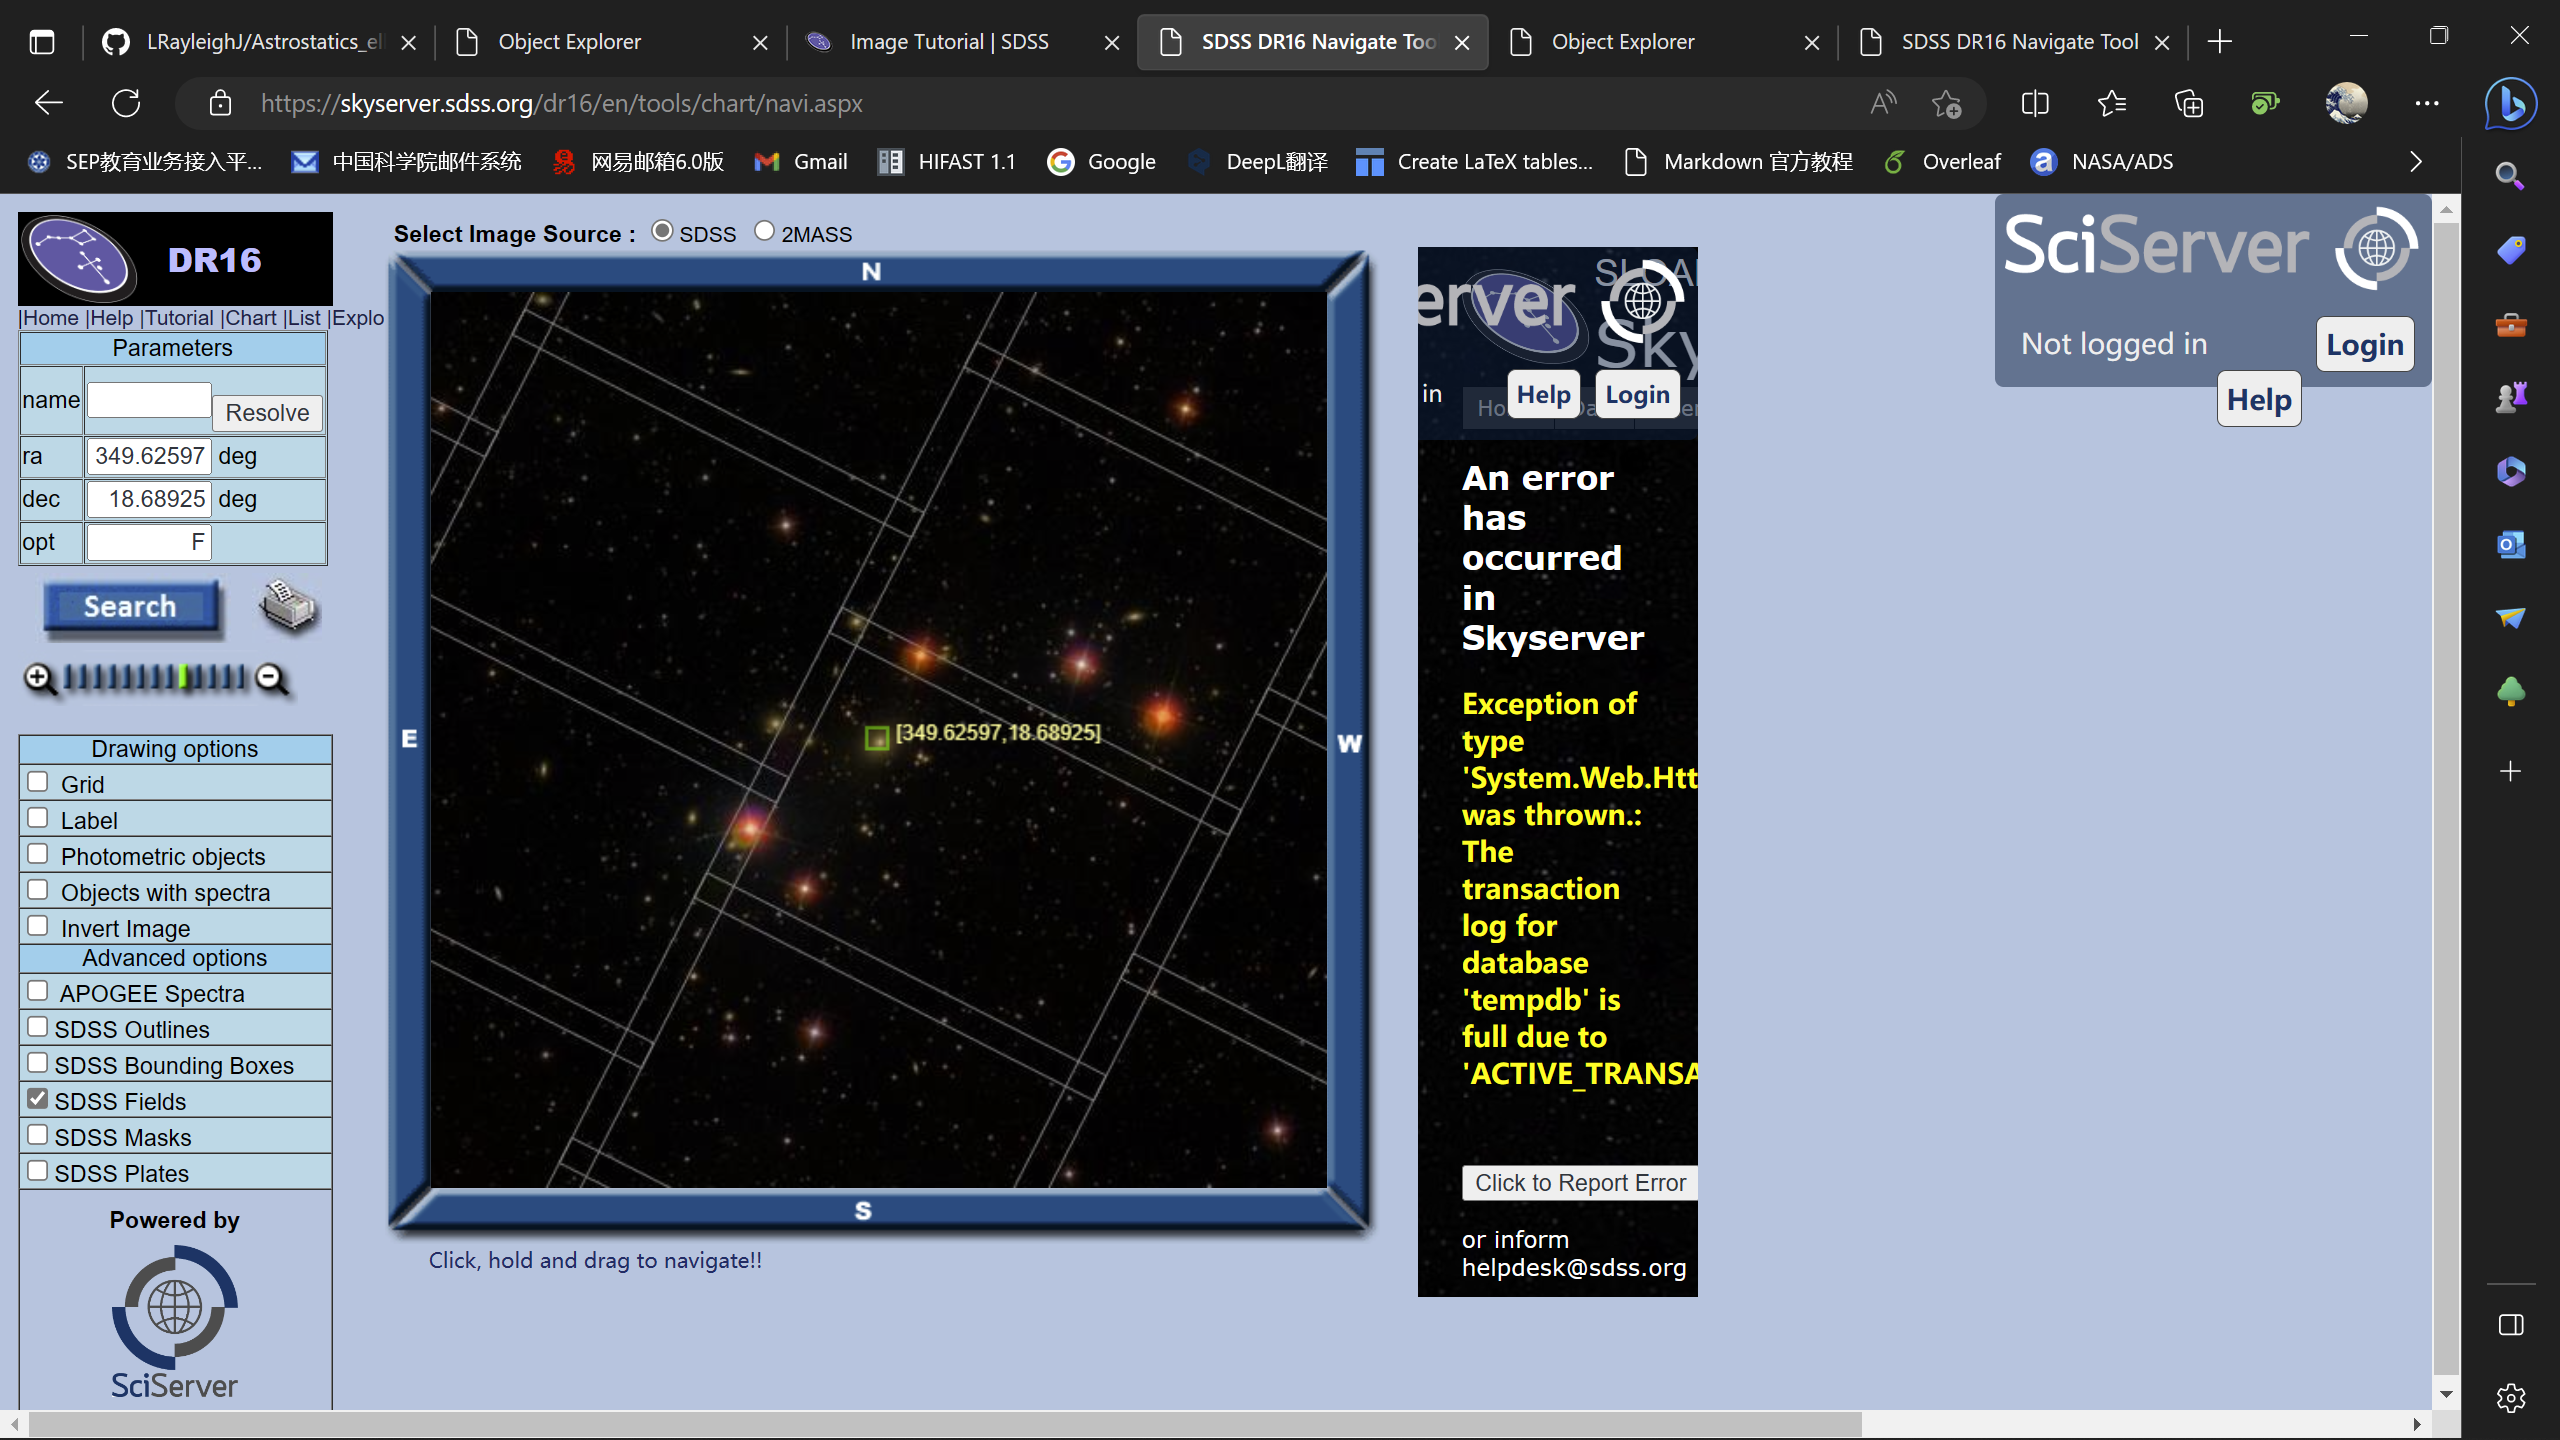 LRayleighJ/Astrostatics_el
Object Explorer
Image Tutorial | SDSS
SDSS DR16 Navigate Too
Object Explorer
SDSS DR16 Navigate Tool
https://skyserver.sdss.org/dr16/en/tools/chart/navi.aspx
SEP教育业务接入平...
中国科学院邮件系统
网易邮箱6.0版
Gmail
HIFAST 1.1
Google
DeepL翻译
Create LaTeX tables...
Markdown 官方教程
Overleaf
NASA/ADS
DR16
|Home |Help |Tutorial |Chart |List |Explo
Parameters
name
Resolve
ra 349.62597 deg
dec 18.68925 deg
opt F
Search
Drawing options
Grid
Label
Photometric objects
Objects with spectra
Invert Image
Advanced options
APOGEE Spectra
SDSS Outlines
SDSS Bounding Boxes
SDSS Fields
SDSS Masks
SDSS Plates
Powered by
SciServer
Select Image Source : SDSS 2MASS
N
E
W
S
[349.62597,18.68925]
Click, hold and drag to navigate!!
erver
SLOA
Sky
in
Help
Login
Ho
An error
has
occurred
in
Skyserver
Exception of
type
'System.Web.Htt
was thrown.:
The
transaction
log for
database
'tempdb' is
full due to
'ACTIVE_TRANSA
Click to Report Error
or inform
helpdesk@sdss.org
SciServer
Not logged in
Login
Help